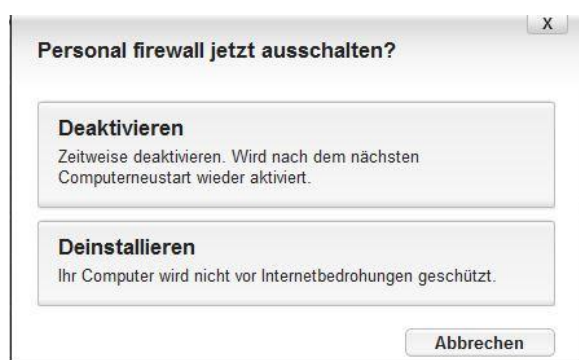 X
Personal firewall jetzt ausschalten?
Deaktivieren
Zeitweise deaktivieren. Wird nach dem nächsten
Computerneustart wieder aktiviert.
Deinstallieren
Ihr Computer wird nicht vor Internetbedrohungen geschützt.
Abbrechen